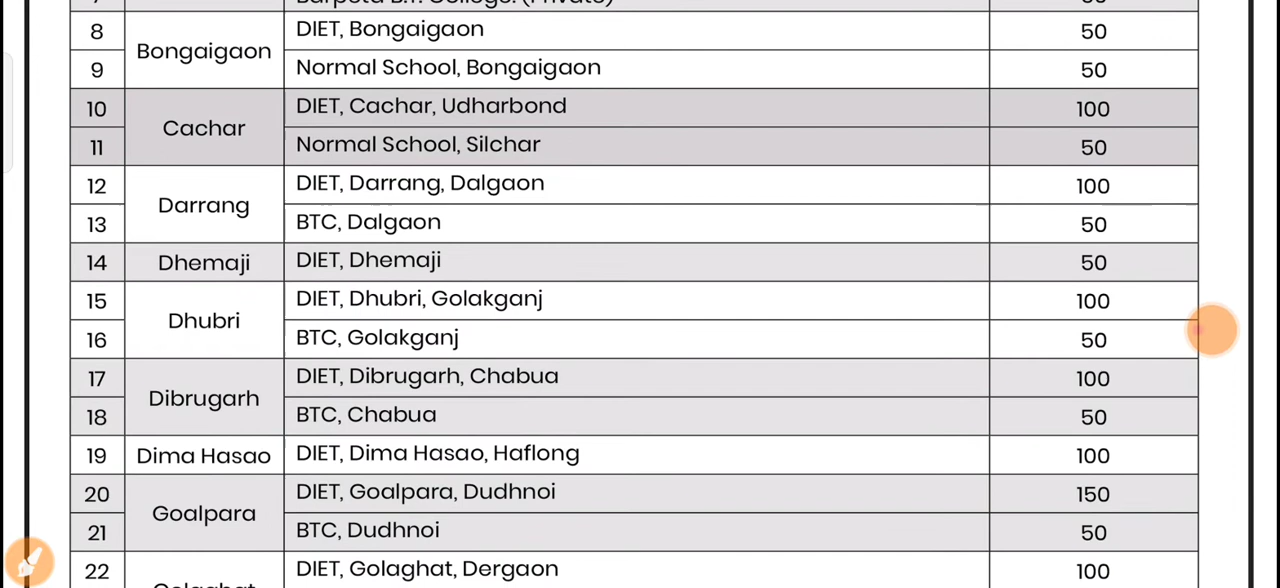 8 Bongaigaon DIET, Bongaigaon 50
9 Normal School, Bongaigaon 50
10 Cachar DIET, Cachar, Udharbond 100
11 Normal School, Silchar 50
12 Darrang DIET, Darrang, Dalgaon 100
13 BTC, Dalgaon 50
14 Dhemaji DIET, Dhemaji 50
15 Dhubri DIET, Dhubri, Golakganj 100
16 BTC, Golakganj 50
17 Dibrugarh DIET, Dibrugarh, Chabua 100
18 BTC, Chabua 50
19 Dima Hasao DIET, Dima Hasao, Haflong 100
20 Goalpara DIET, Goalpara, Dudhnoi 150
21 BTC, Dudhnoi 50
22 DIET, Golaghat, Dergaon 100